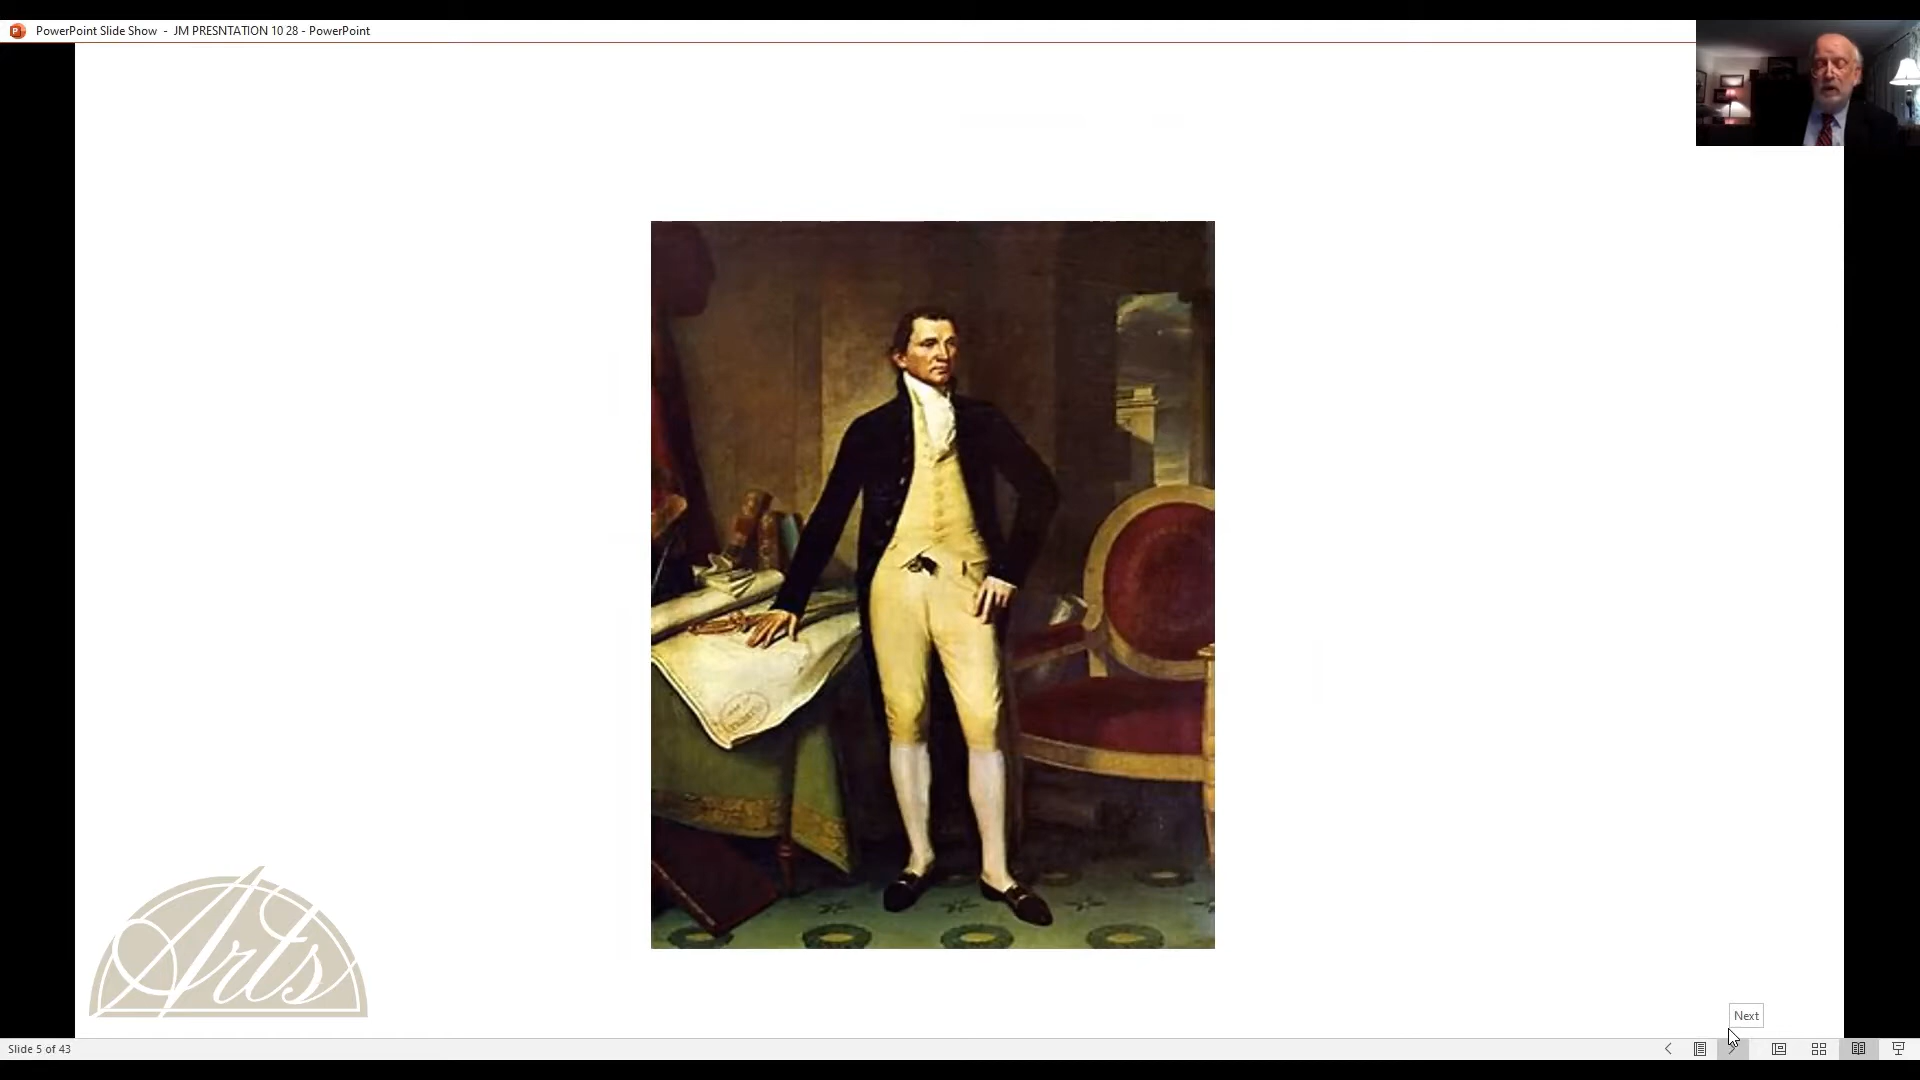 PowerPoint Slide Show - JM PRESNTATION 10 28 - PowerPoint
Arts
Next
Slide 5 of 43